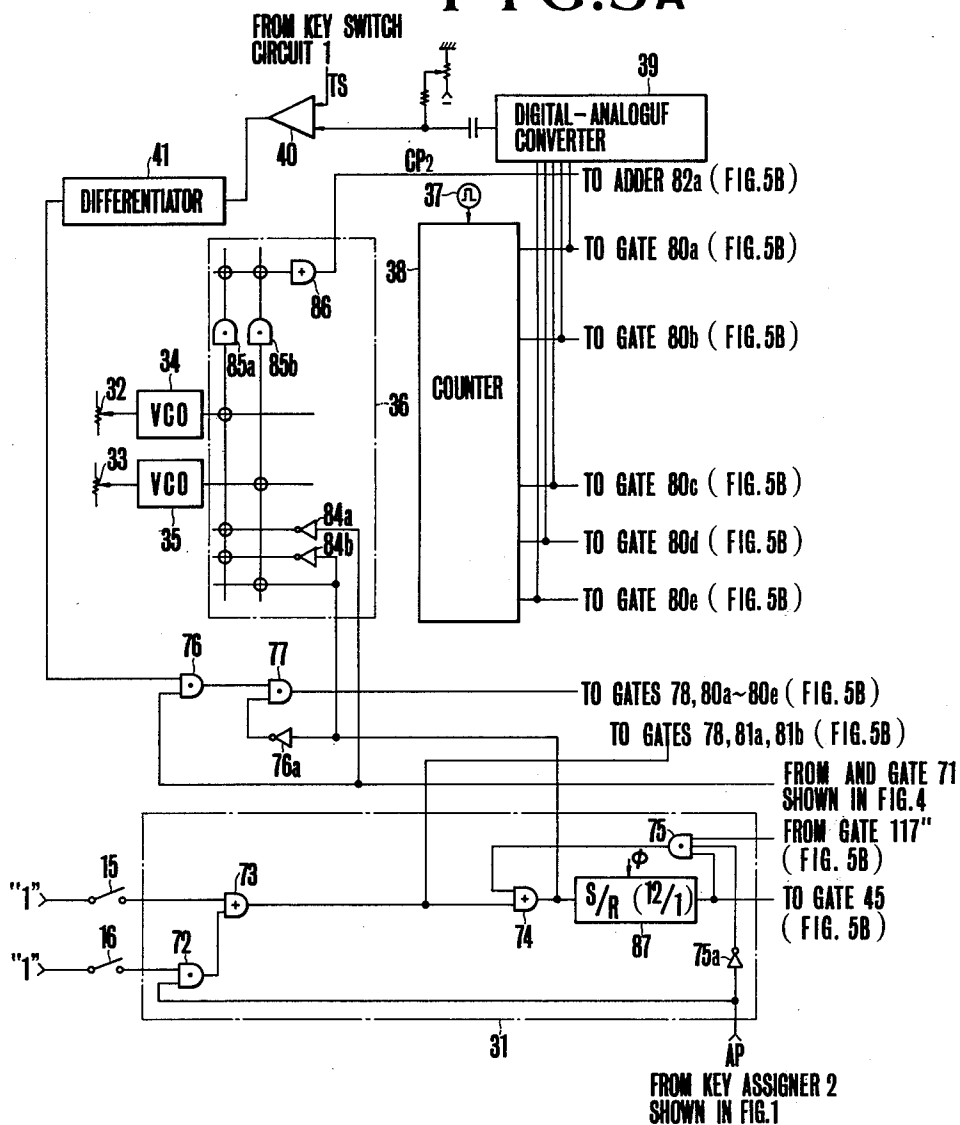 FIG.5A
FROM KEY SWITCH
CIRCUIT 1
TS
40
39
DIGITAL-ANALOGUF
CONVERTER
41
DIFFERENTIATOR
CP2
37
TO ADDER 82a (FIG.5B)
38
TO GATE 80a (FIG.5B)
86
85a
85b
TO GATE 80b (FIG.5B)
COUNTER
34
32
VCO
36
33
VCO
35
TO GATE 80c (FIG.5B)
84a
84b
TO GATE 80d (FIG.5B)
TO GATE 80e (FIG.5B)
76
77
TO GATES 78, 80a~80e (FIG.5B)
76a
TO GATES 78, 81a, 81b (FIG.5B)
FROM AND GATE 71
SHOWN IN FIG.4
FROM GATE 117"
(FIG.5B)
75
φ
15
"1"
73
74
S/R (12/1)
87
TO GATE 45
(FIG.5B)
16
"1"
72
75a
31
AP
FROM KEY ASSIGNER 2
SHOWN IN FIG.1